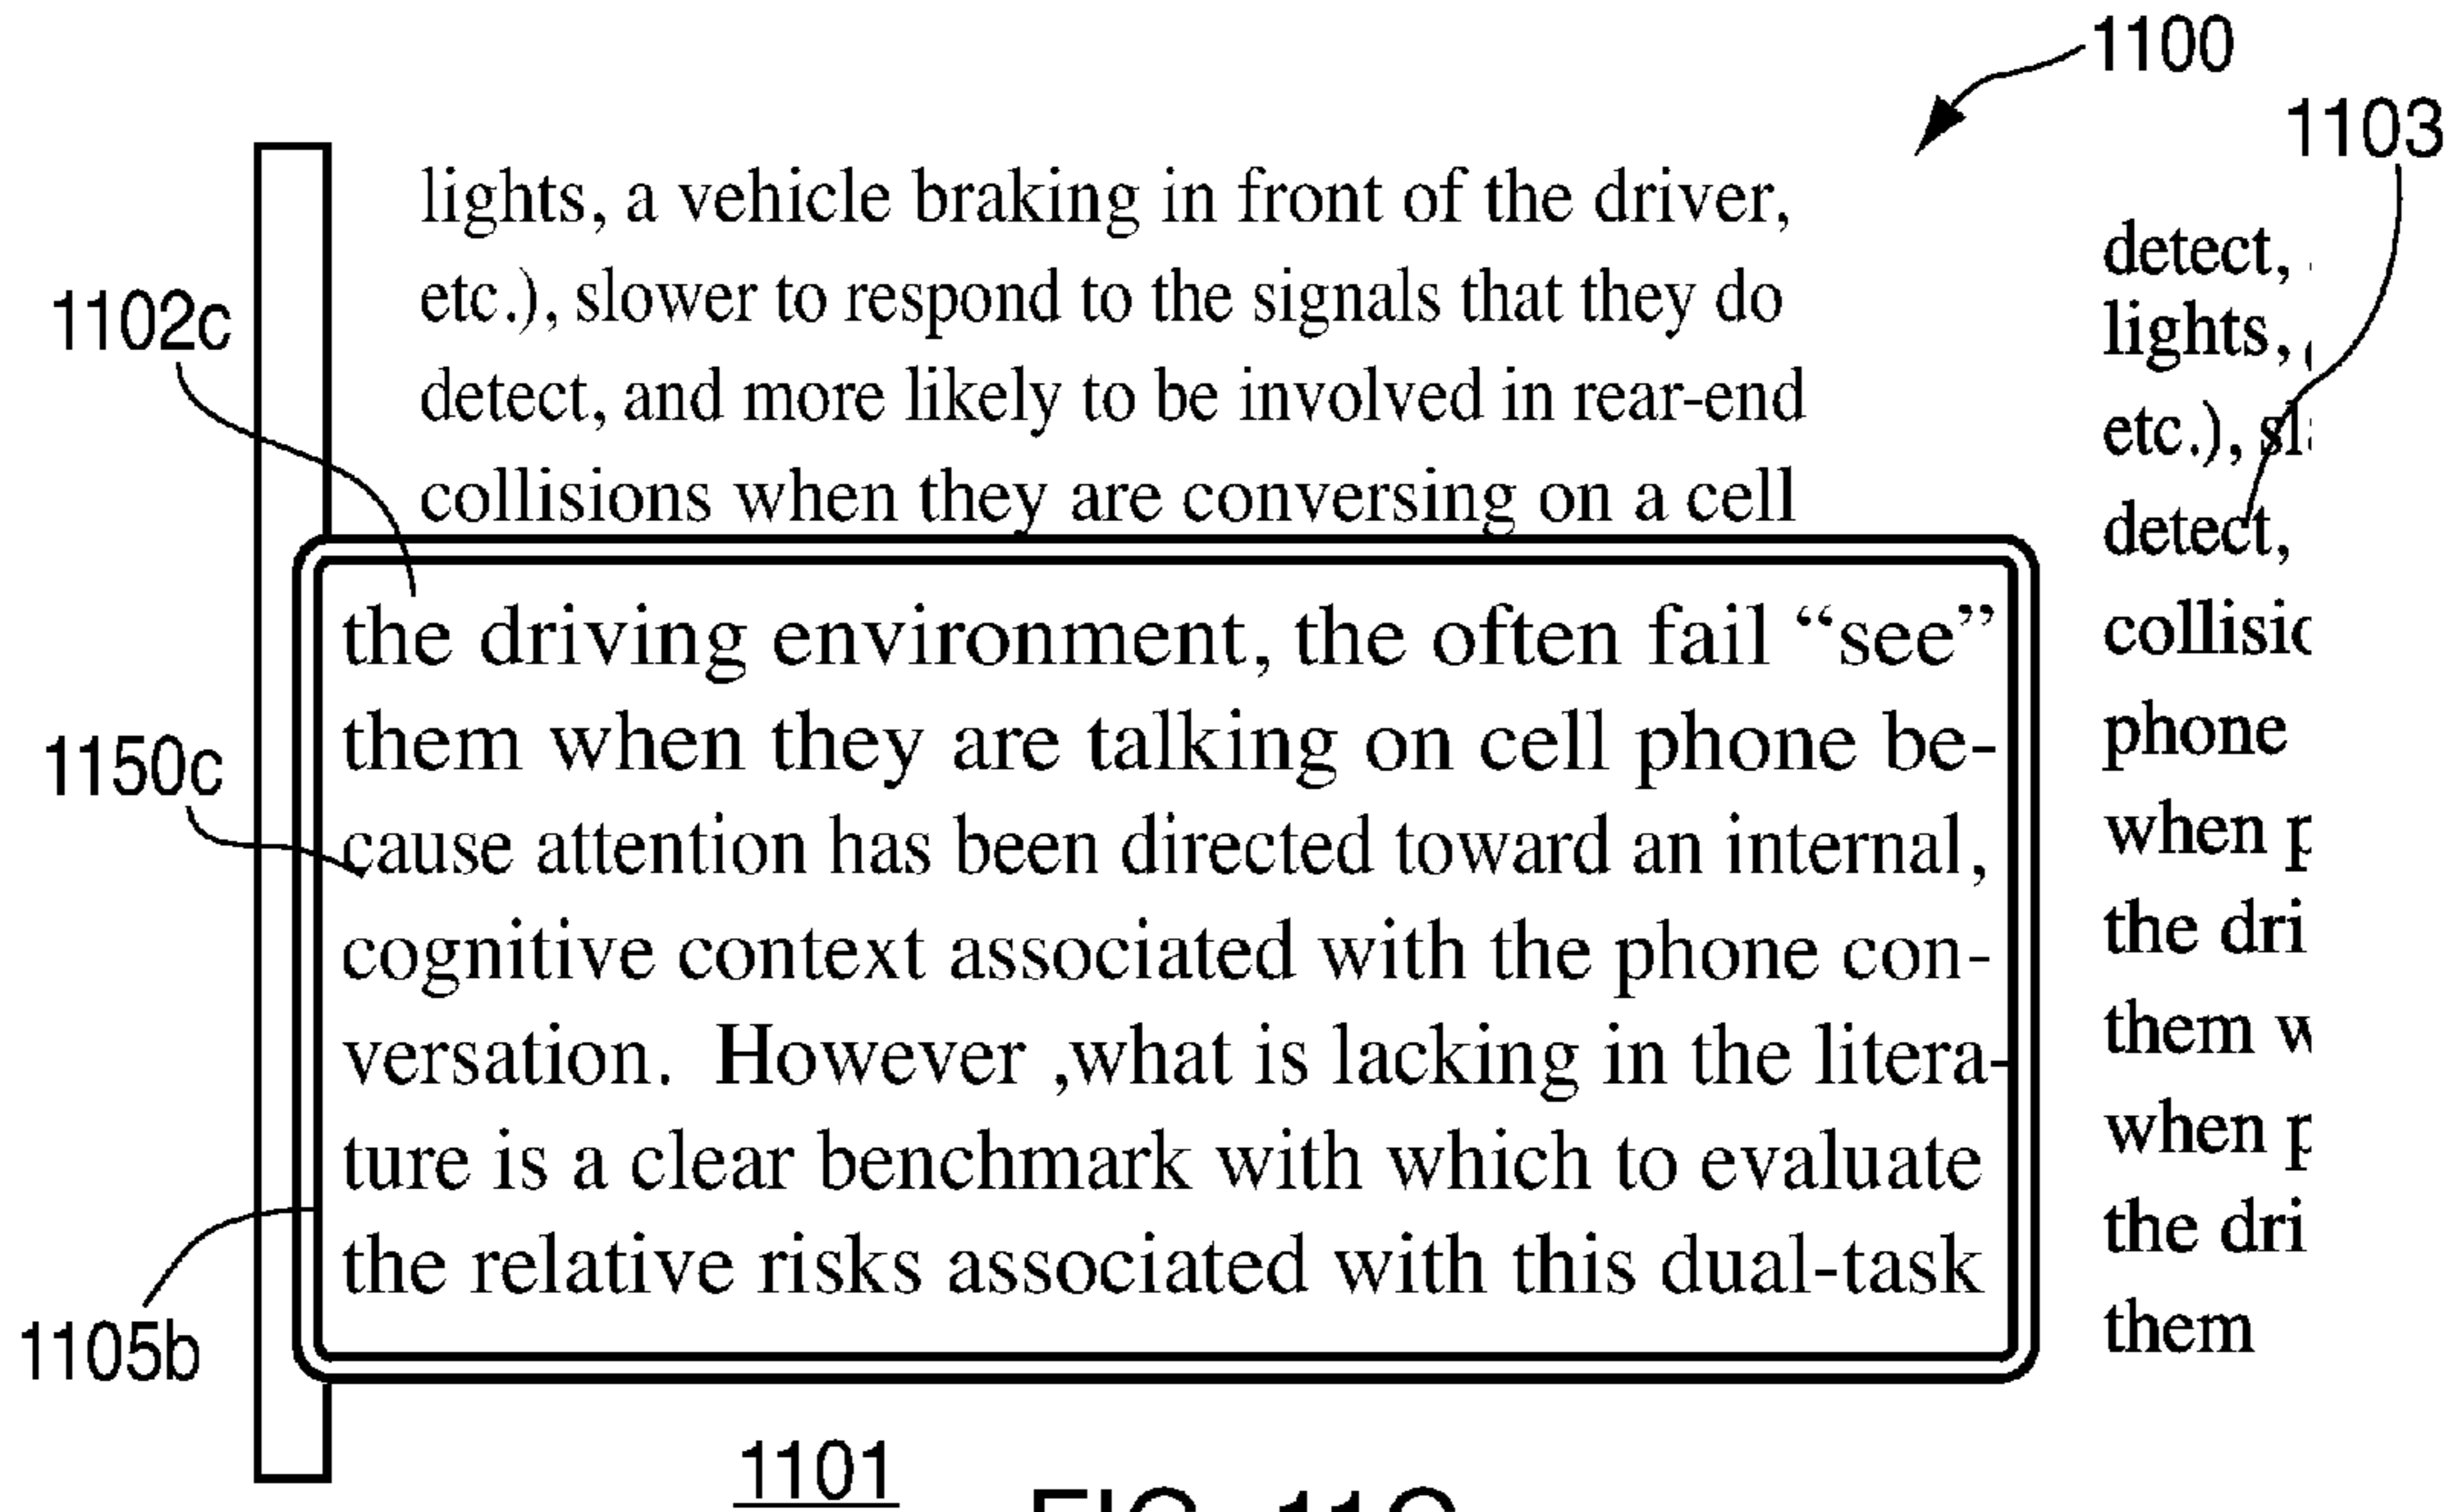 1100
1103
lights, a vehicle braking in front of the driver,
etc.), slower to respond to the signals that they do
detect, and more likely to be involved in rear-end
collisions when they are conversing on a cell
1102c
the driving environment, the often fail “see”
them when they are talking on cell phone be-
cause attention has been directed toward an internal,
cognitive context associated with the phone con-
versation. However ,what is lacking in the litera-
ture is a clear benchmark with which to evaluate
the relative risks associated with this dual-task
1150c
1105b
detect,
lights,
etc.),
detect,
phone
when
the dri
them
when
the dri
them
1101
FIG. 11C